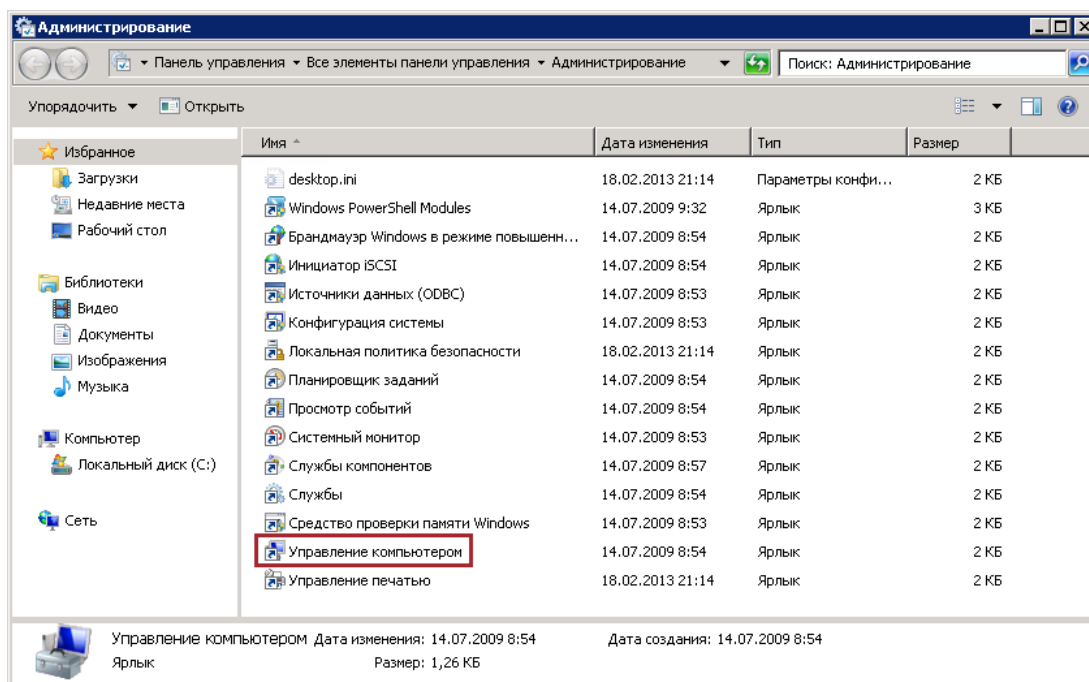 Администрирование
Панель управления Все элементы панели управления Администрирование Поиск: Администрирование
Упорядочить Открыть
Имя Дата изменения Тип Размер
Избранное
Загрузки
Недавние места
Рабочий стол
Библиотеки
Видео
Документы
Изображения
Музыка
Компьютер
Локальный диск (C:)
Сеть
desktop.ini 18.02.2013 21:14 Параметры конфи... 2 КБ
Windows PowerShell Modules 14.07.2009 9:32 Ярлык 3 КБ
Брандмауэр Windows в режиме повышенн... 14.07.2009 8:54 Ярлык 2 КБ
Инициатор iSCSI 14.07.2009 8:54 Ярлык 2 КБ
Источники данных (ODBC) 14.07.2009 8:53 Ярлык 2 КБ
Конфигурация системы 14.07.2009 8:53 Ярлык 2 КБ
Локальная политика безопасности 18.02.2013 21:14 Ярлык 2 КБ
Планировщик заданий 14.07.2009 8:54 Ярлык 2 КБ
Просмотр событий 14.07.2009 8:54 Ярлык 2 КБ
Системный монитор 14.07.2009 8:53 Ярлык 2 КБ
Службы компонентов 14.07.2009 8:57 Ярлык 2 КБ
Службы 14.07.2009 8:54 Ярлык 2 КБ
Средство проверки памяти Windows 14.07.2009 8:53 Ярлык 2 КБ
Управление компьютером 14.07.2009 8:54 Ярлык 2 КБ
Управление печатью 18.02.2013 21:14 Ярлык 2 КБ
Управление компьютером Дата изменения: 14.07.2009 8:54 Дата создания: 14.07.2009 8:54
Ярлык Размер: 1,26 КБ